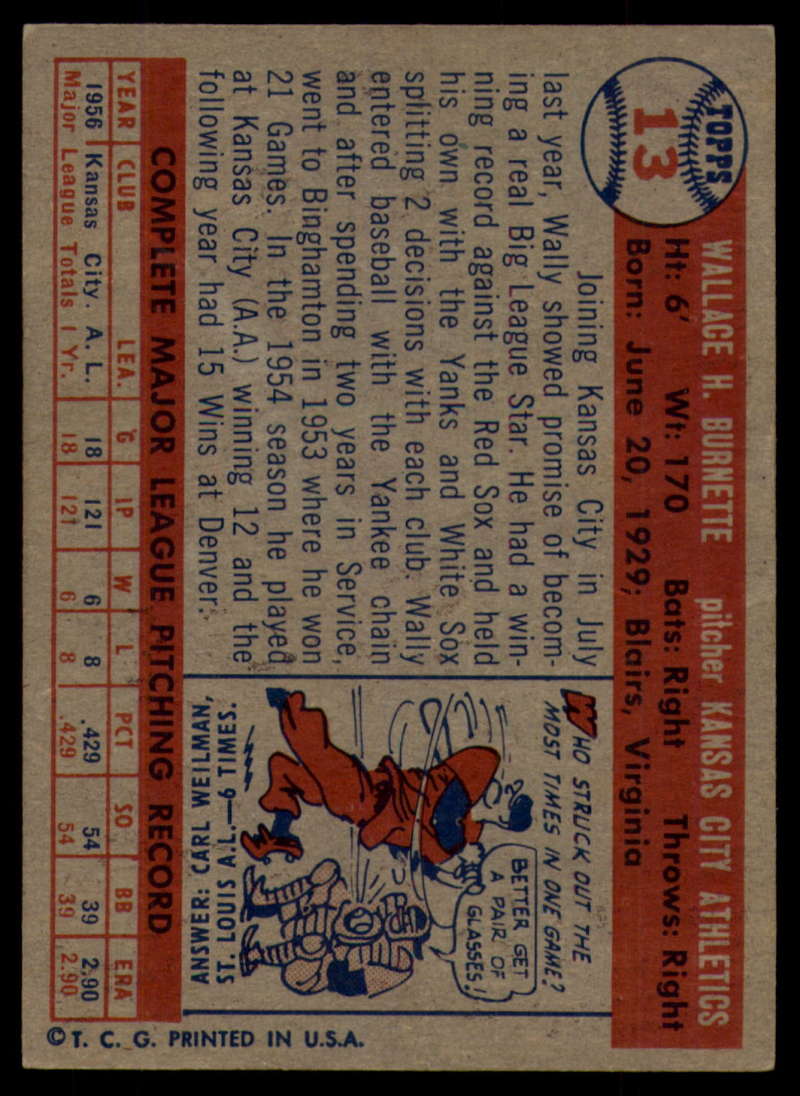 TOPPS
13
WALLACE H. BURNETTE pitcher KANSAS CITY ATHLETICS
Ht: 6' Wt: 170 Bats: Right Throws: Right
Born: June 20, 1929; Blairs, Virginia
Joining Kansas City in July
last year, Wally showed promise of becom-
ing a real Big League Star. He had a win-
ning record against the Red Sox and held
his own with the Yanks and White Sox
splitting 2 decisions with each club. Wally
entered baseball with the Yankee chain
and after spending two years in Service,
went to Binghamton in 1953 where he won
21 Games. In the 1954 season he played
at Kansas City (A.A.) winning 12 and the
following year had 15 Wins at Denver.
WHO STRUCK OUT THE
MOST TIMES IN ONE GAME?
BETTER GET
A PAIR OF
GLASSES!
ANSWER: CARL WEILMAN,
ST. LOUIS A.L.—6 TIMES.
COMPLETE MAJOR LEAGUE PITCHING RECORD
YEAR CLUB LEA. G IP W L PCT SO BB ERA
1956 Kansas City. A. L. 18 121 6 8 .429 54 39 2.90
Major League Totals 1 Yr. 18 121 6 8 .429 54 39 2.90
© T. C. G. PRINTED IN U.S.A.